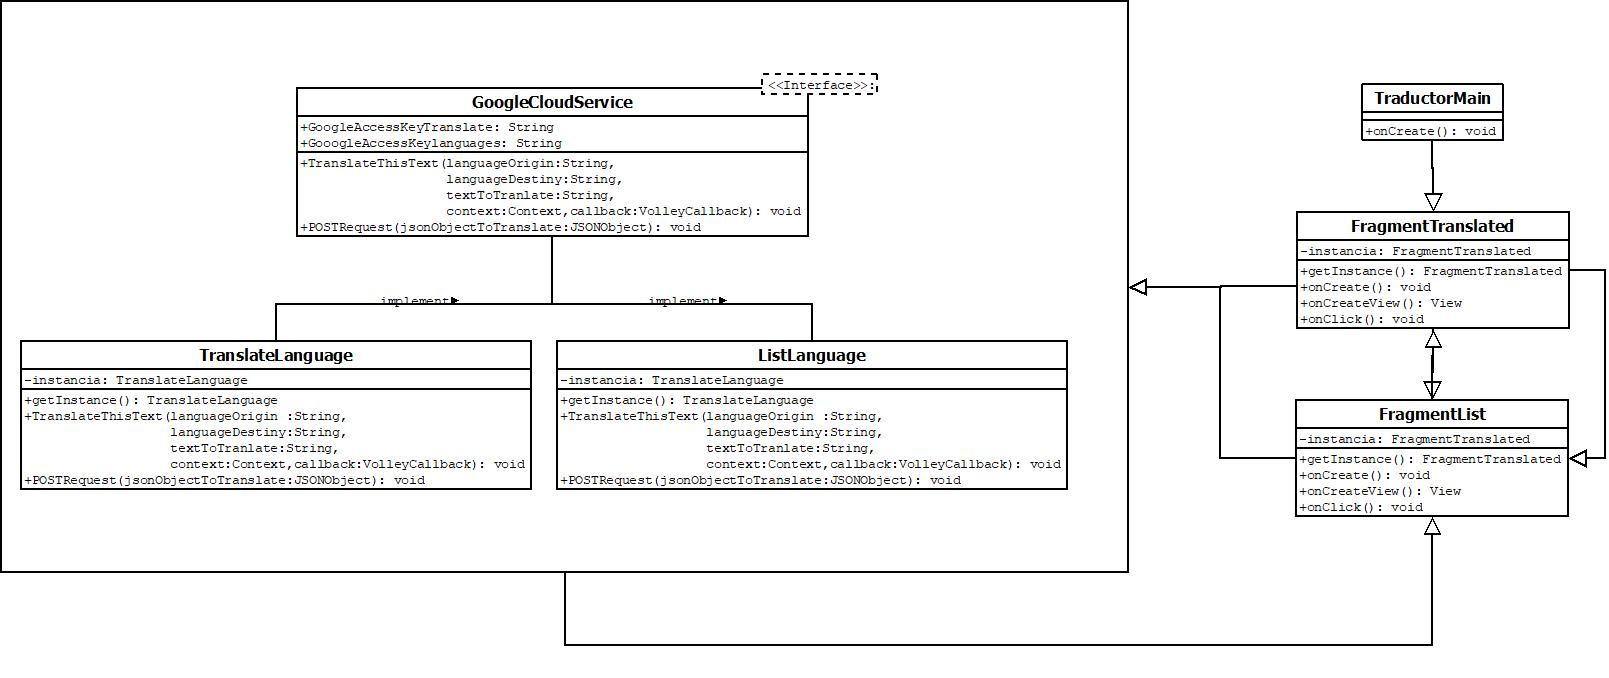 <<Interface>>:
GoogleCloudService
+GoogleAccessKeyTranslate: String
+GooogleAccessKeylanguages: String
+TranslateThisText(languageOrigin:String,
languageDestiny:String,
textToTranlate:String,
context:Context,callback:VolleyCallback): void
+POSTRequest(jsonObjectToTranslate:JSONObject): void
implement
implement
TranslateLanguage
-instancia: TranslateLanguage
+getInstance(): TranslateLanguage
+TranslateThisText(languageOrigin :String,
languageDestiny:String,
textToTranlate:String,
context:Context,callback:VolleyCallback): void
+POSTRequest(jsonObjectToTranslate:JSONObject): void
ListLanguage
-instancia: TranslateLanguage
+getInstance(): TranslateLanguage
+TranslateThisText(languageOrigin :String,
languageDestiny:String,
textToTranlate:String,
context:Context,callback:VolleyCallback): void
+POSTRequest(jsonObjectToTranslate:JSONObject): void
TraductorMain
+onCreate(): void
FragmentTranslated
-instancia: FragmentTranslated
+getInstance(): FragmentTranslated
+onCreate(): void
+onCreateView(): View
+onClick(): void
FragmentList
-instancia: FragmentTranslated
+getInstance(): FragmentTranslated
+onCreate(): void
+onCreateView(): View
+onClick(): void